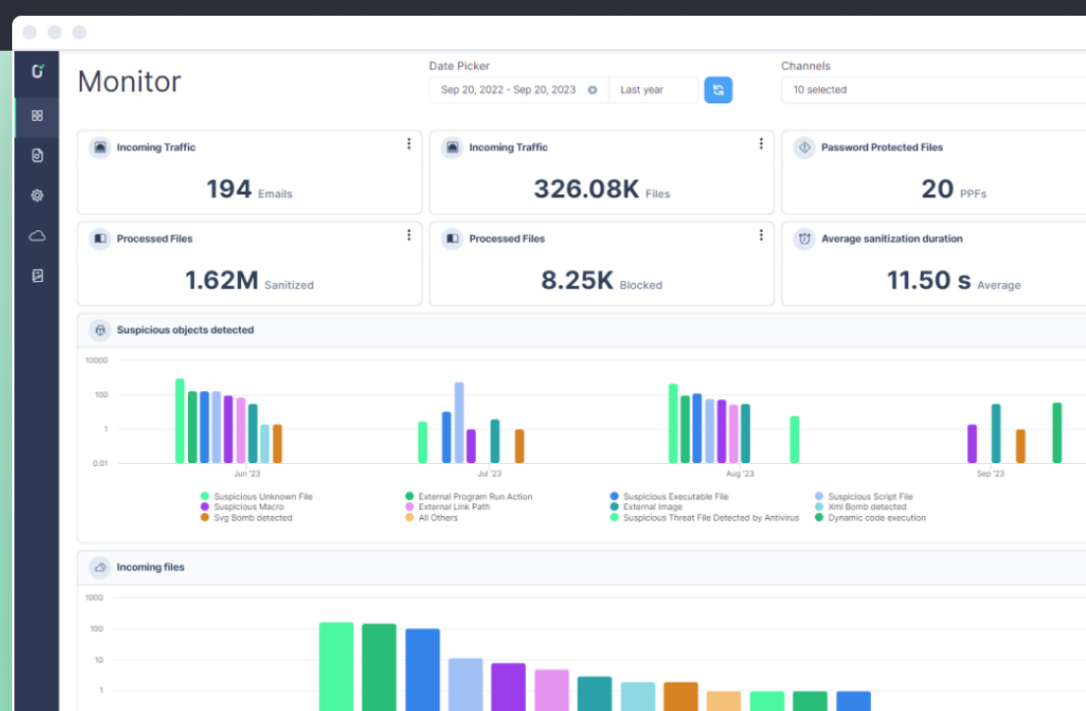 Monitor
Date Picker
Sep 20, 2022 - Sep 20, 2023
Last year
Channels
10 selected
Incoming Traffic
194 Emails
Incoming Traffic
326.08K Files
Password Protected Files
20 PPFs
Processed Files
1.62M Sanitized
Processed Files
8.25K Blocked
Average sanitization duration
11.50 s Average
Suspicious objects detected
10000
100
1
0.01
Jun '23
Jul '23
Aug '23
Sep '23
Suspicious Unknown File
External Program Run Action
Suspicious Executable File
Suspicious Script File
Suspicious Macro
External Link Path
External Image
Xml Bomb detected
Svg Bomb detected
All Others
Suspicious Threat File Detected by Antivirus
Dynamic code execution
Incoming files
1000
100
10
1